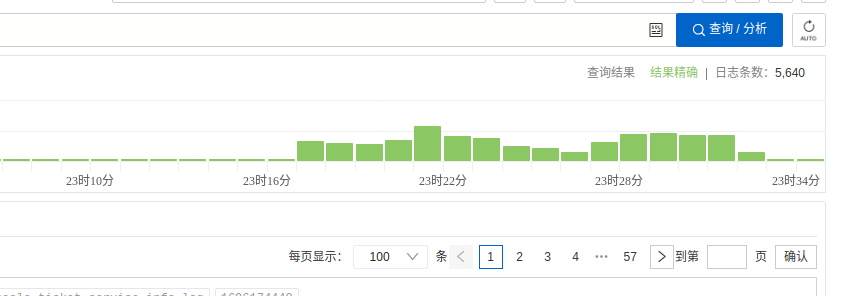 SQL 查询 / 分析 AUTO
查询结果 结果精确 | 日志条数: 5,640
23时10分 23时16分 23时22分 23时28分 23时34分
每页显示: 100 条 < 1 2 3 4 ··· 57 > 到第 页 确认